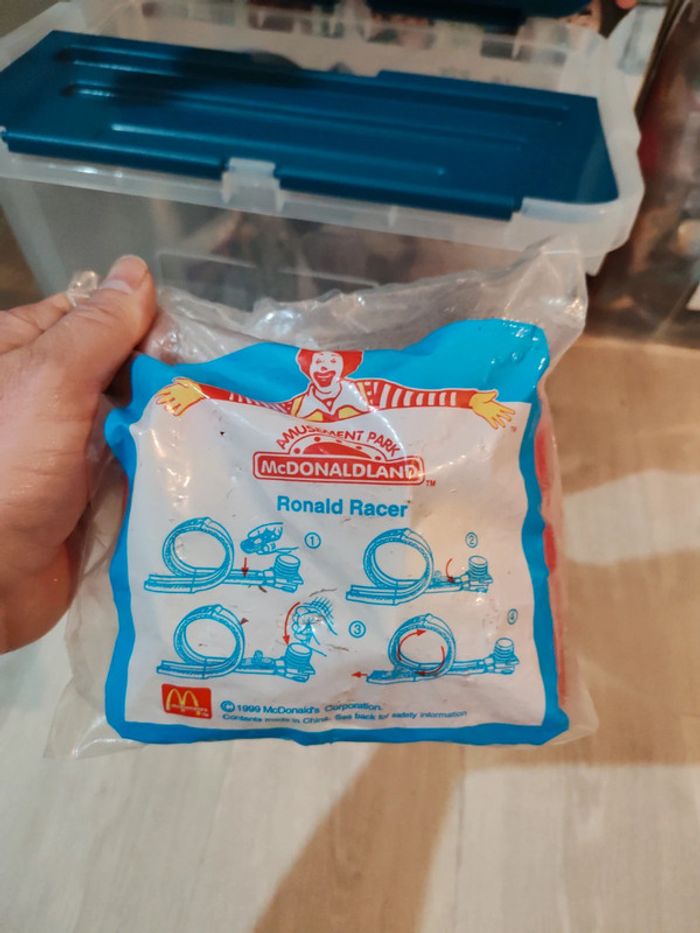 AMUSEMENT PARK
McDONALDLAND TM
Ronald Racer
1
2
3
4
© 1999 McDonald's Corporation.
Contents made in China. See back for safety information